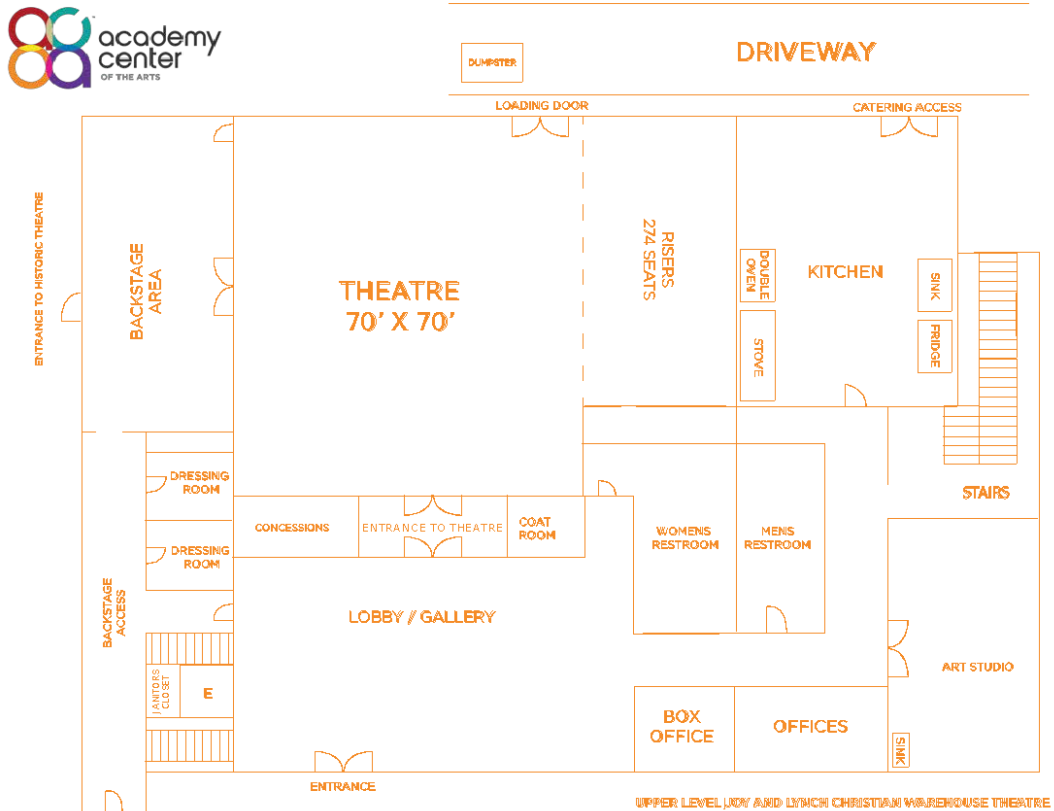 academy
center
OF THE ARTS
DRIVEWAY
DUMPSTER
LOADING DOOR
CATERING ACCESS
ENTRANCE TO HISTORIC THEATRE
BACKSTAGE
AREA
THEATRE
70' X 70'
RISERS
274 SEATS
DOUBLE
OVEN
KITCHEN
SINK
STOVE
FRIDGE
STAIRS
DRESSING
ROOM
CONCESSIONS
ENTRANCE TO THEATRE
COAT
ROOM
WOMENS
RESTROOM
MENS
RESTROOM
DRESSING
ROOM
BACKSTAGE
ACCESS
LOBBY / GALLERY
ART STUDIO
JANITORS
CLOSET
E
BOX
OFFICE
OFFICES
SINK
ENTRANCE
UPPER LEVEL JOY AND LYNCH CHRISTIAN WAREHOUSE THEATRE